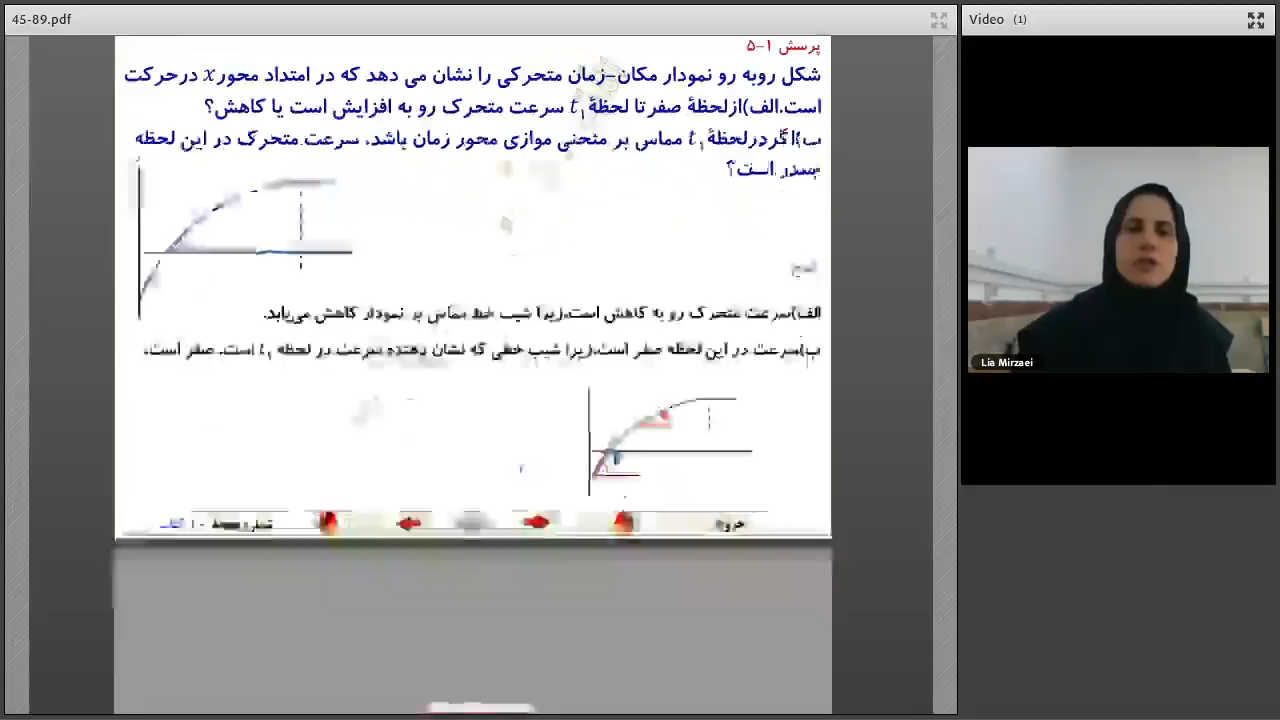 45-89.pdf
Video (1)
پرسش ۱-۵
شکل روبه رو نمودار مکان-زمان متحرکی را نشان می دهد که در امتداد محور x درحرکت
است.الف)ازلحظهٔ صفرتا لحظهٔ t۱ سرعت متحرک رو به افزایش است یا کاهش؟
ب)اگردرلحظهٔ t۱ مماس بر منحنی موازی محور زمان باشد، سرعت متحرک در این لحظه
چقدر است؟
الف)سرعت متحرک رو به کاهش است،زیرا شیب خط مماس بر نمودار کاهش می‌یابد.
ب)سرعت در این لحظه صفر است،زیرا شیب خطی که نشان دهنده سرعت در لحظه t۱ است، صفر است.
خروج
Lia Mirzaei